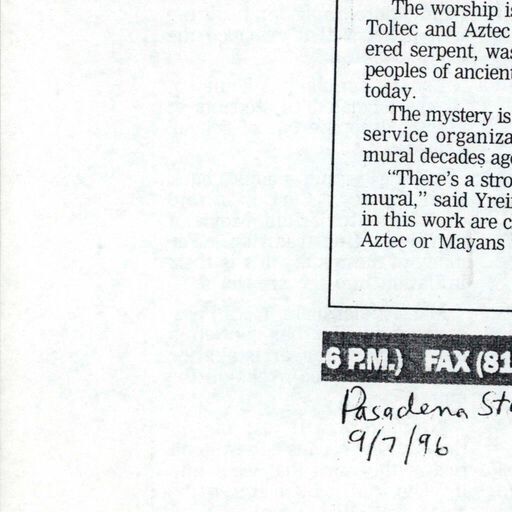 The worship is
Toltec and Aztec
ered serpent, was
peoples of ancient
today.
The mystery is
service organiza
mural decades ago
"There's a stro
mural," said Yrei
in this work are c
Aztec or Mayans
6 P.M.) FAX (81
Pasadena Sta
9/7/96